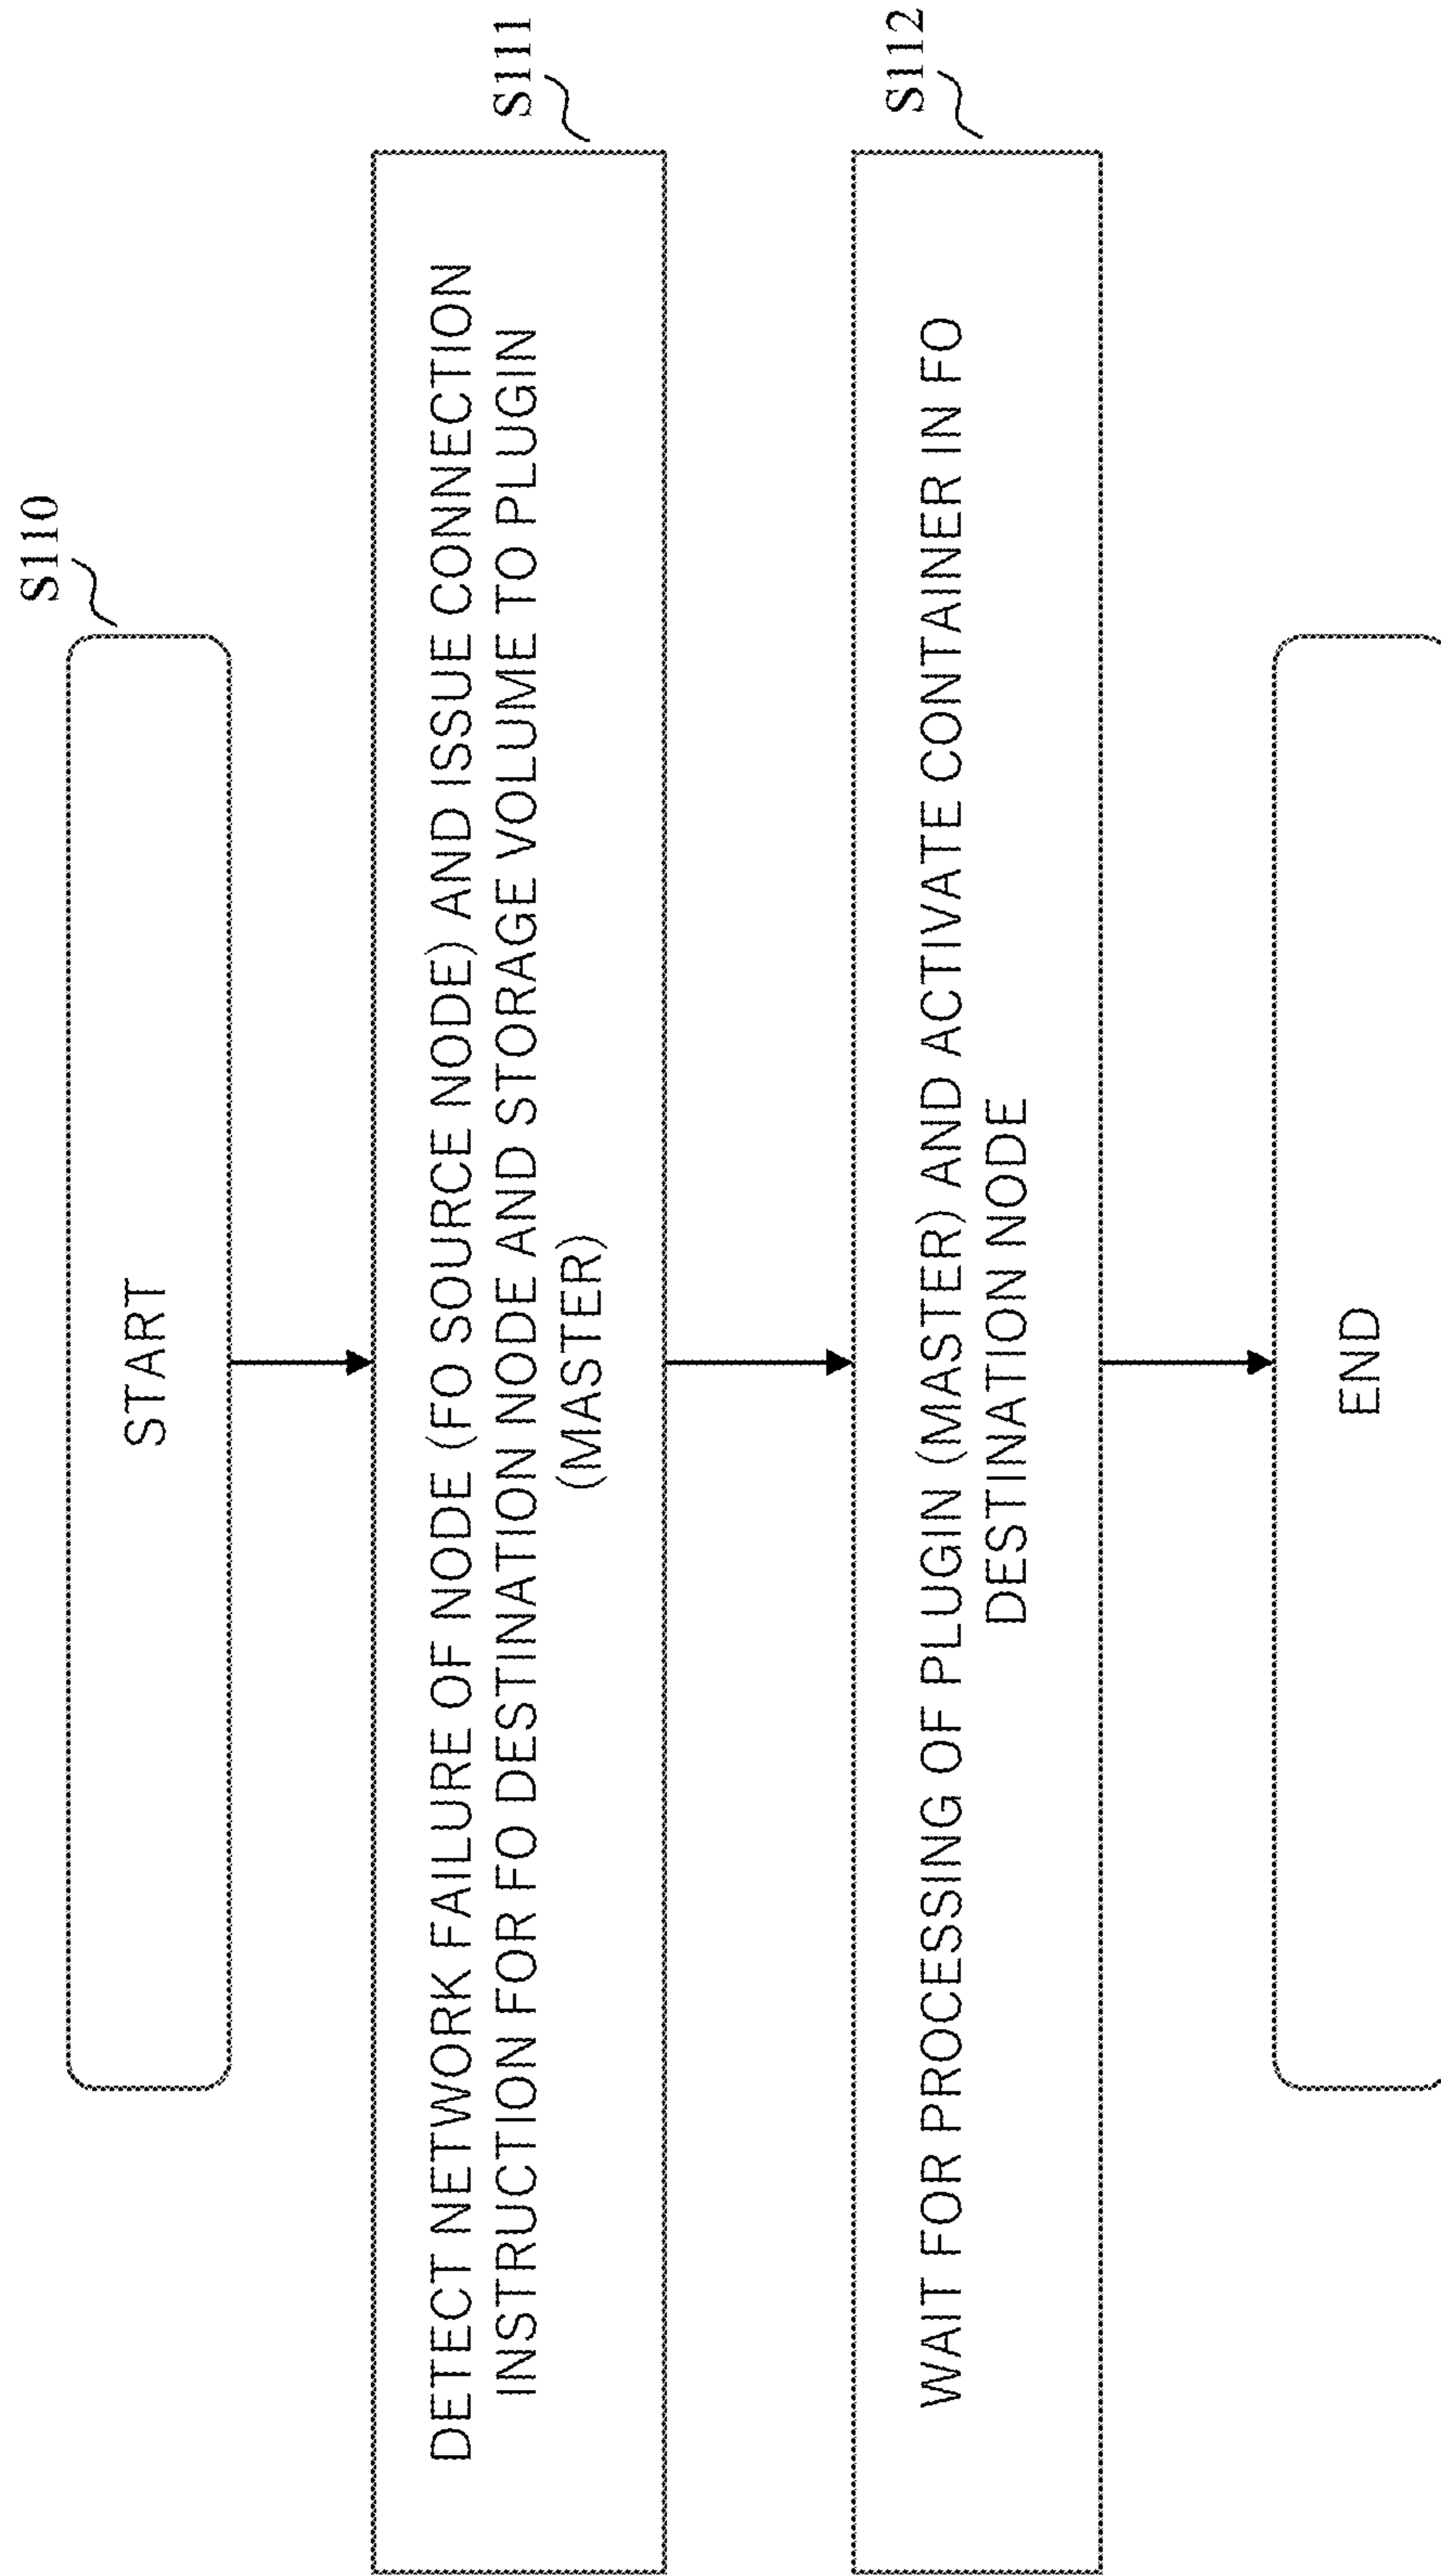 S110
START
S111
DETECT NETWORK FAILURE OF NODE (FO SOURCE NODE) AND ISSUE CONNECTION
INSTRUCTION FOR FO DESTINATION NODE AND STORAGE VOLUME TO PLUGIN
(MASTER)
S112
WAIT FOR PROCESSING OF PLUGIN (MASTER) AND ACTIVATE CONTAINER IN FO
DESTINATION NODE
END